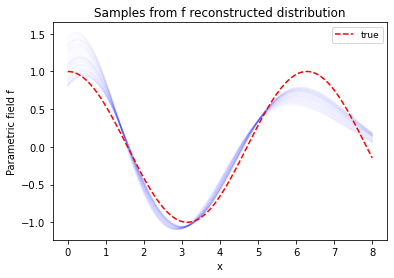 Samples from f reconstructed distribution
true
Parametric field f
1.5
1.0
0.5
0.0
−0.5
−1.0
0 1 2 3 4 5 6 7 8
x